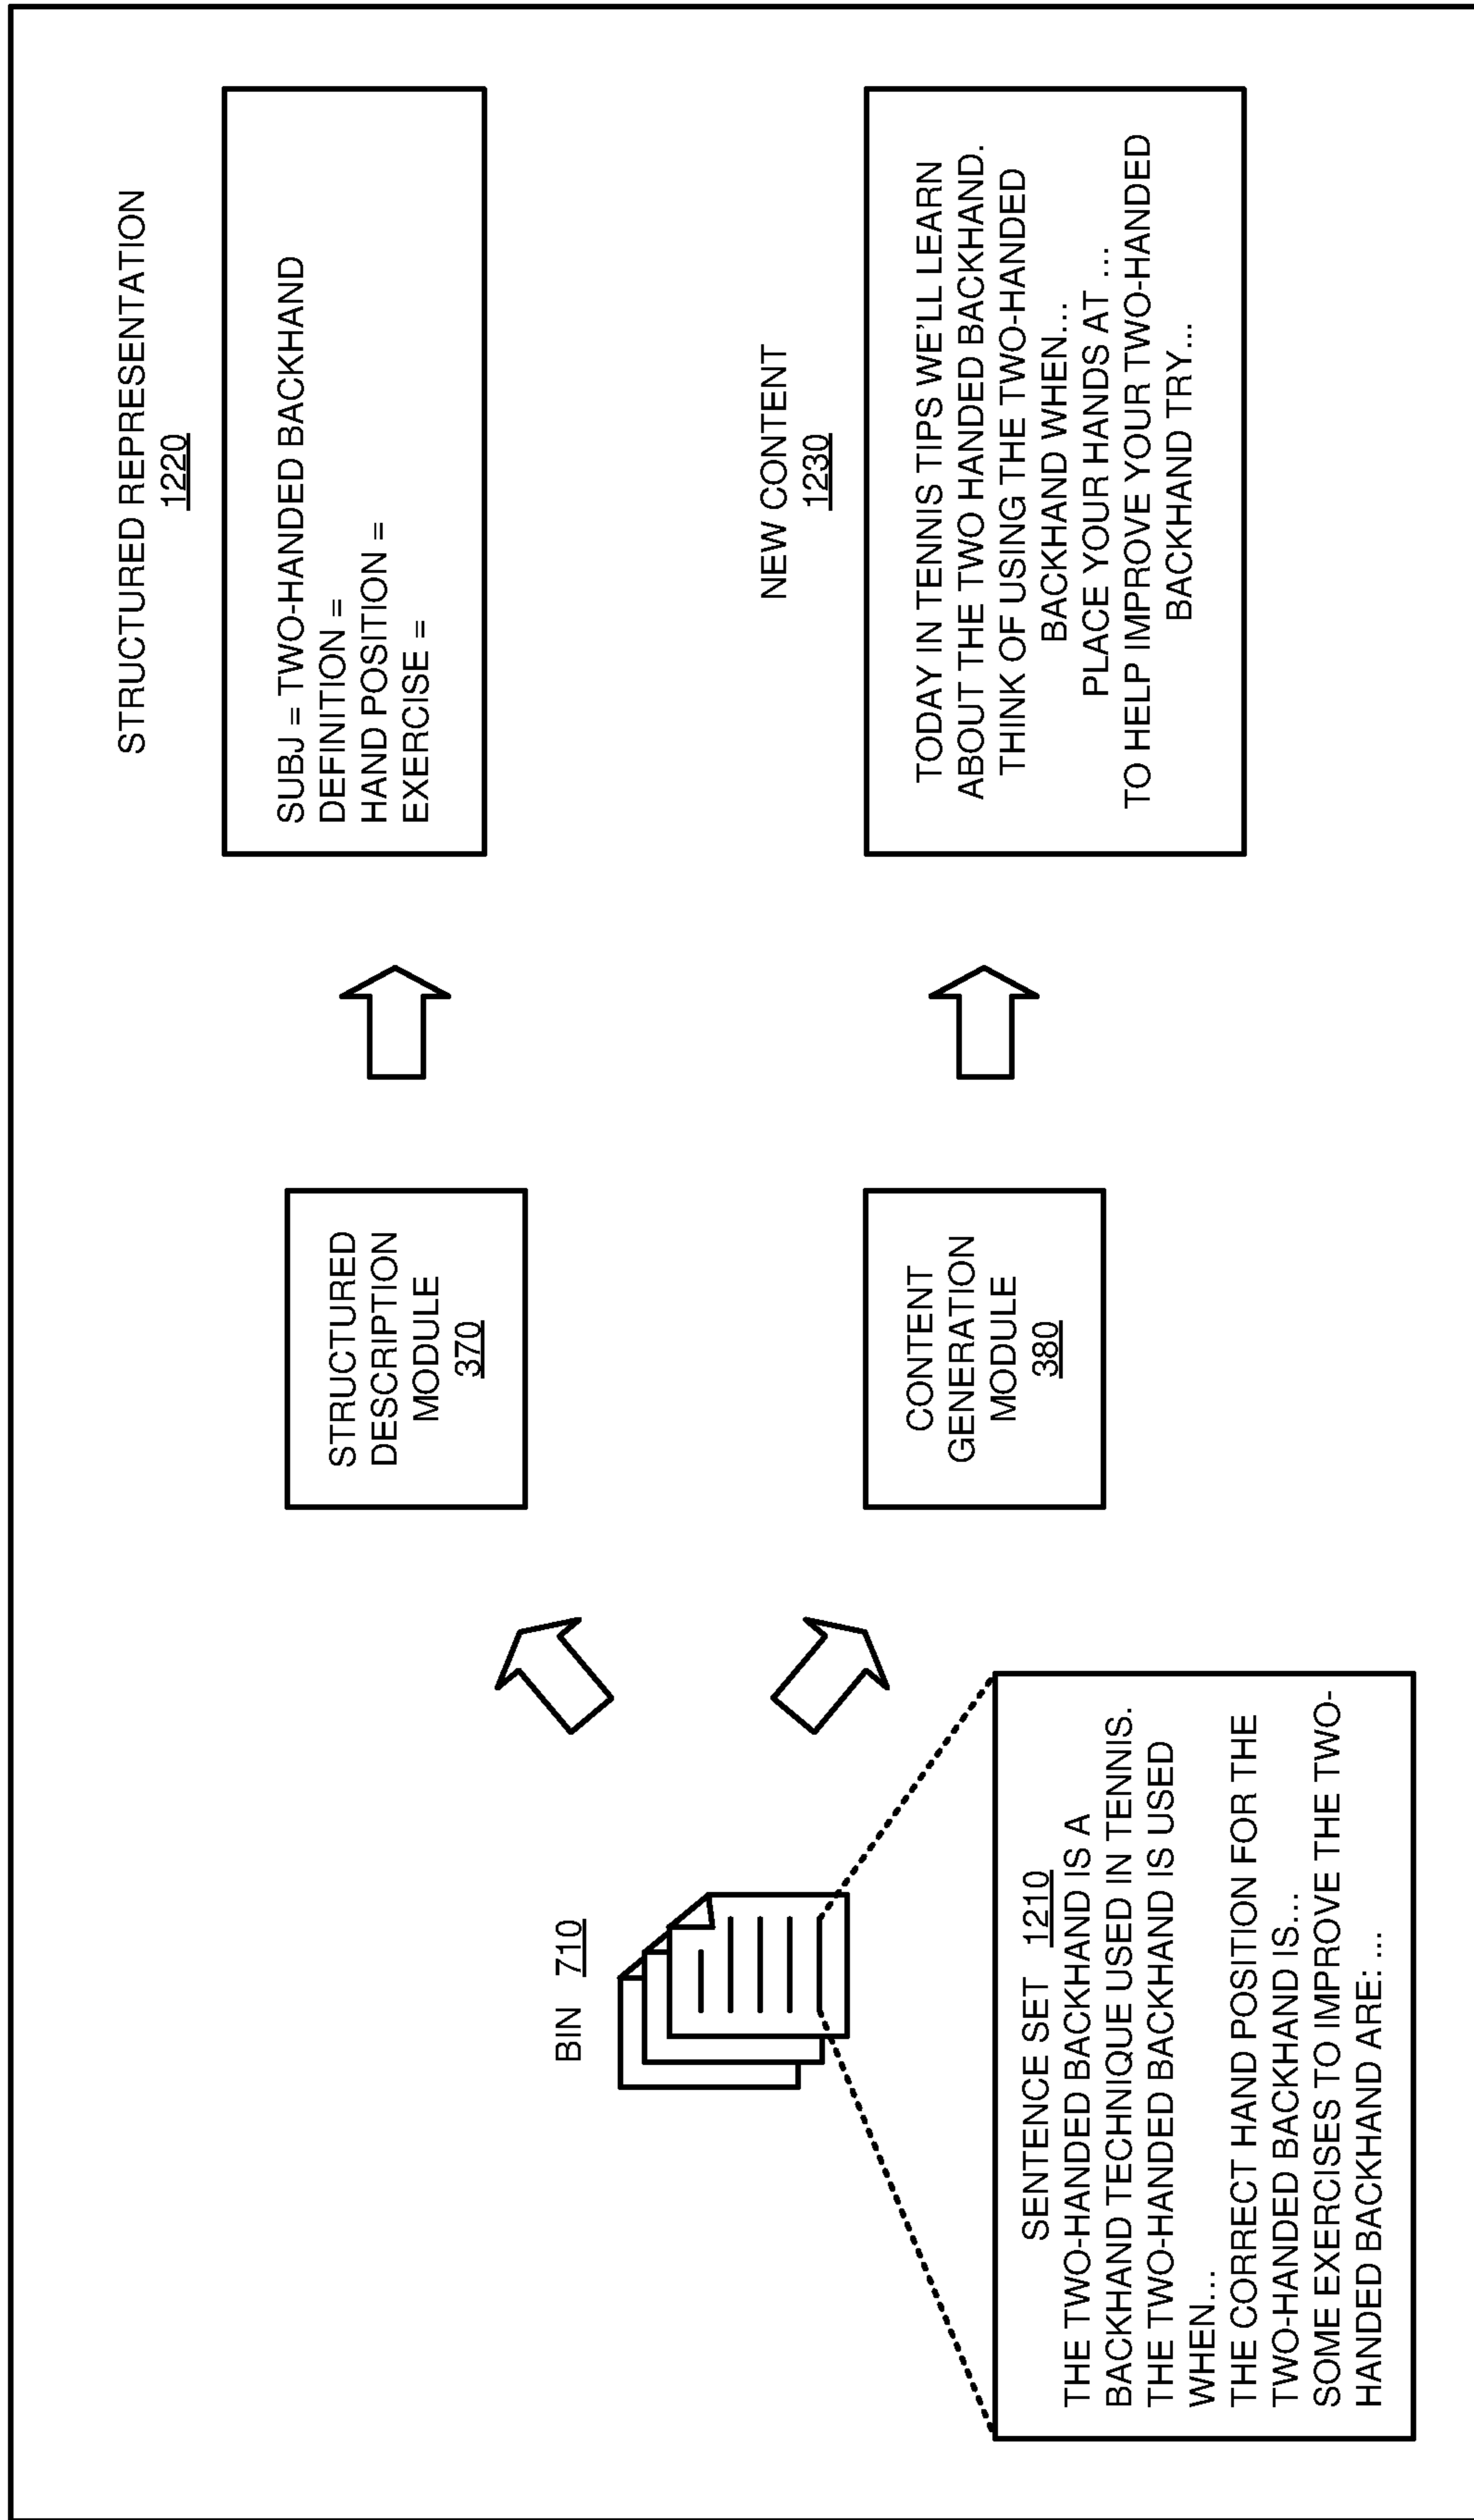 BIN 710
SENTENCE SET 1210
THE TWO-HANDED BACKHAND IS A
BACKHAND TECHNIQUE USED IN TENNIS.
THE TWO-HANDED BACKHAND IS USED
WHEN...
THE CORRECT HAND POSITION FOR THE
TWO-HANDED BACKHAND IS...
SOME EXERCISES TO IMPROVE THE TWO-
HANDED BACKHAND ARE: ...
STRUCTURED
DESCRIPTION
MODULE
370
CONTENT
GENERATION
MODULE
380
STRUCTURED REPRESENTATION
1220
SUBJ = TWO-HANDED BACKHAND
DEFINITION =
HAND POSITION =
EXERCISE =
NEW CONTENT
1230
TODAY IN TENNIS TIPS WE'LL LEARN
ABOUT THE TWO HANDED BACKHAND.
THINK OF USING THE TWO-HANDED
BACKHAND WHEN...
PLACE YOUR HANDS AT ...
TO HELP IMPROVE YOUR TWO-HANDED
BACKHAND TRY...